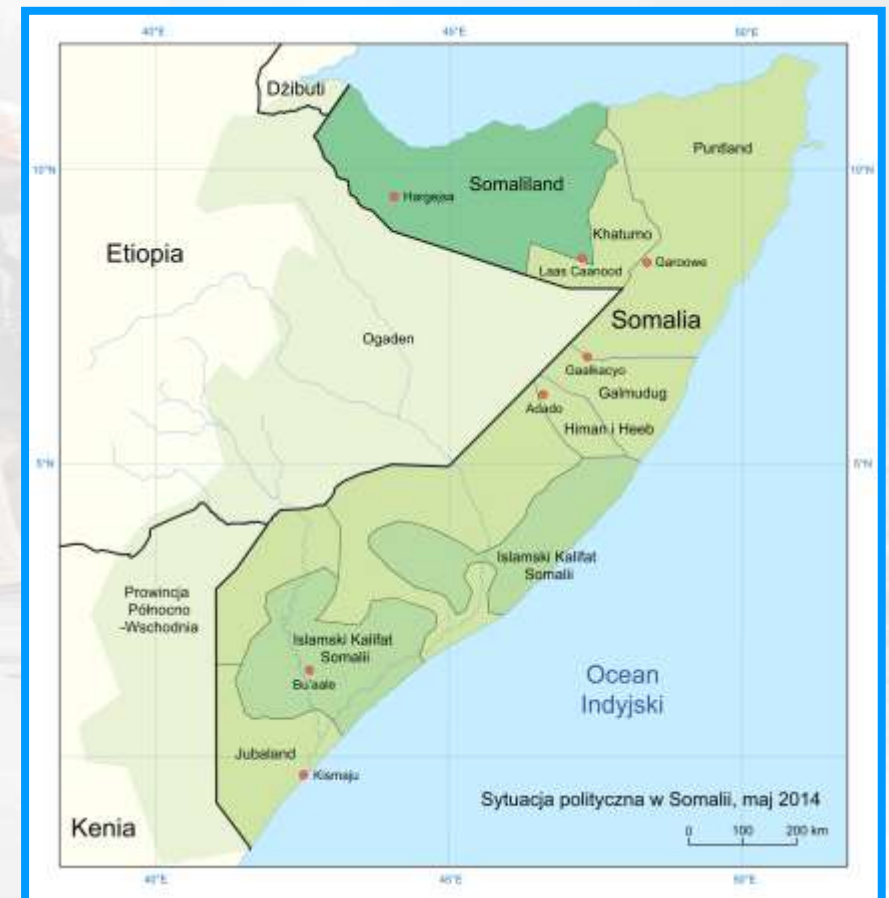 40°E
45°E
50°E
Dżibuti
Puntland
10°N
10°N
Somaliland
Hargejsa
Khatumo
Etiopia
Laas Caanood
Garoowe
Somalia
Ogaden
Gaalkacyo
Galmudug
Adado
Himan i Heeb
5°N
5°N
Islamski Kalifat
Somalii
Prowincja
Północno
-Wschodnia
Islamski Kalifat
Somalii
Bu'aale
Ocean
Indyjski
Jubaland
Kismaju
Sytuacja polityczna w Somalii, maj 2014
Kenia
0 100 200 km
40°E
45°E
50°E